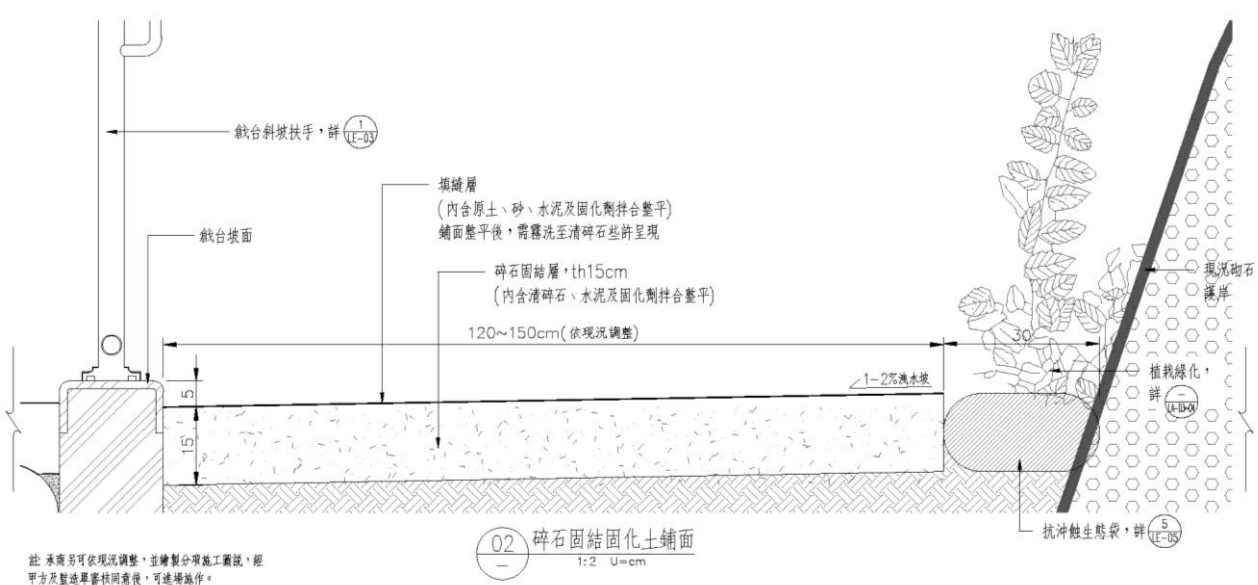 戧台斜坡扶手，詳
1
LE-03
填縫層
(內含原土、砂、水泥及固化劑拌合整平)
鋪面整平後，需霧洗至清碎石些許呈現
戧台坡面
碎石固結層，th15cm
(內含清碎石、水泥及固化劑拌合整平)
現況砌石
護岸
120~150cm(依現況調整)
30
植栽綠化，
詳
-
LA-D3-01
1-2%洩水坡
5
15
抗沖蝕生態袋，詳
5
LE-05
02
-
碎石固結固化土鋪面
1:2 U=cm
註: 承商另可依現況調整，並繪製分項施工圖說，經
甲方及監造單審核同意後，可進場施作。